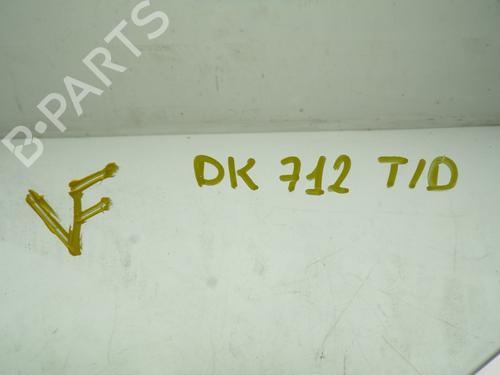 B-PARTS
DK 712 T/D
VF